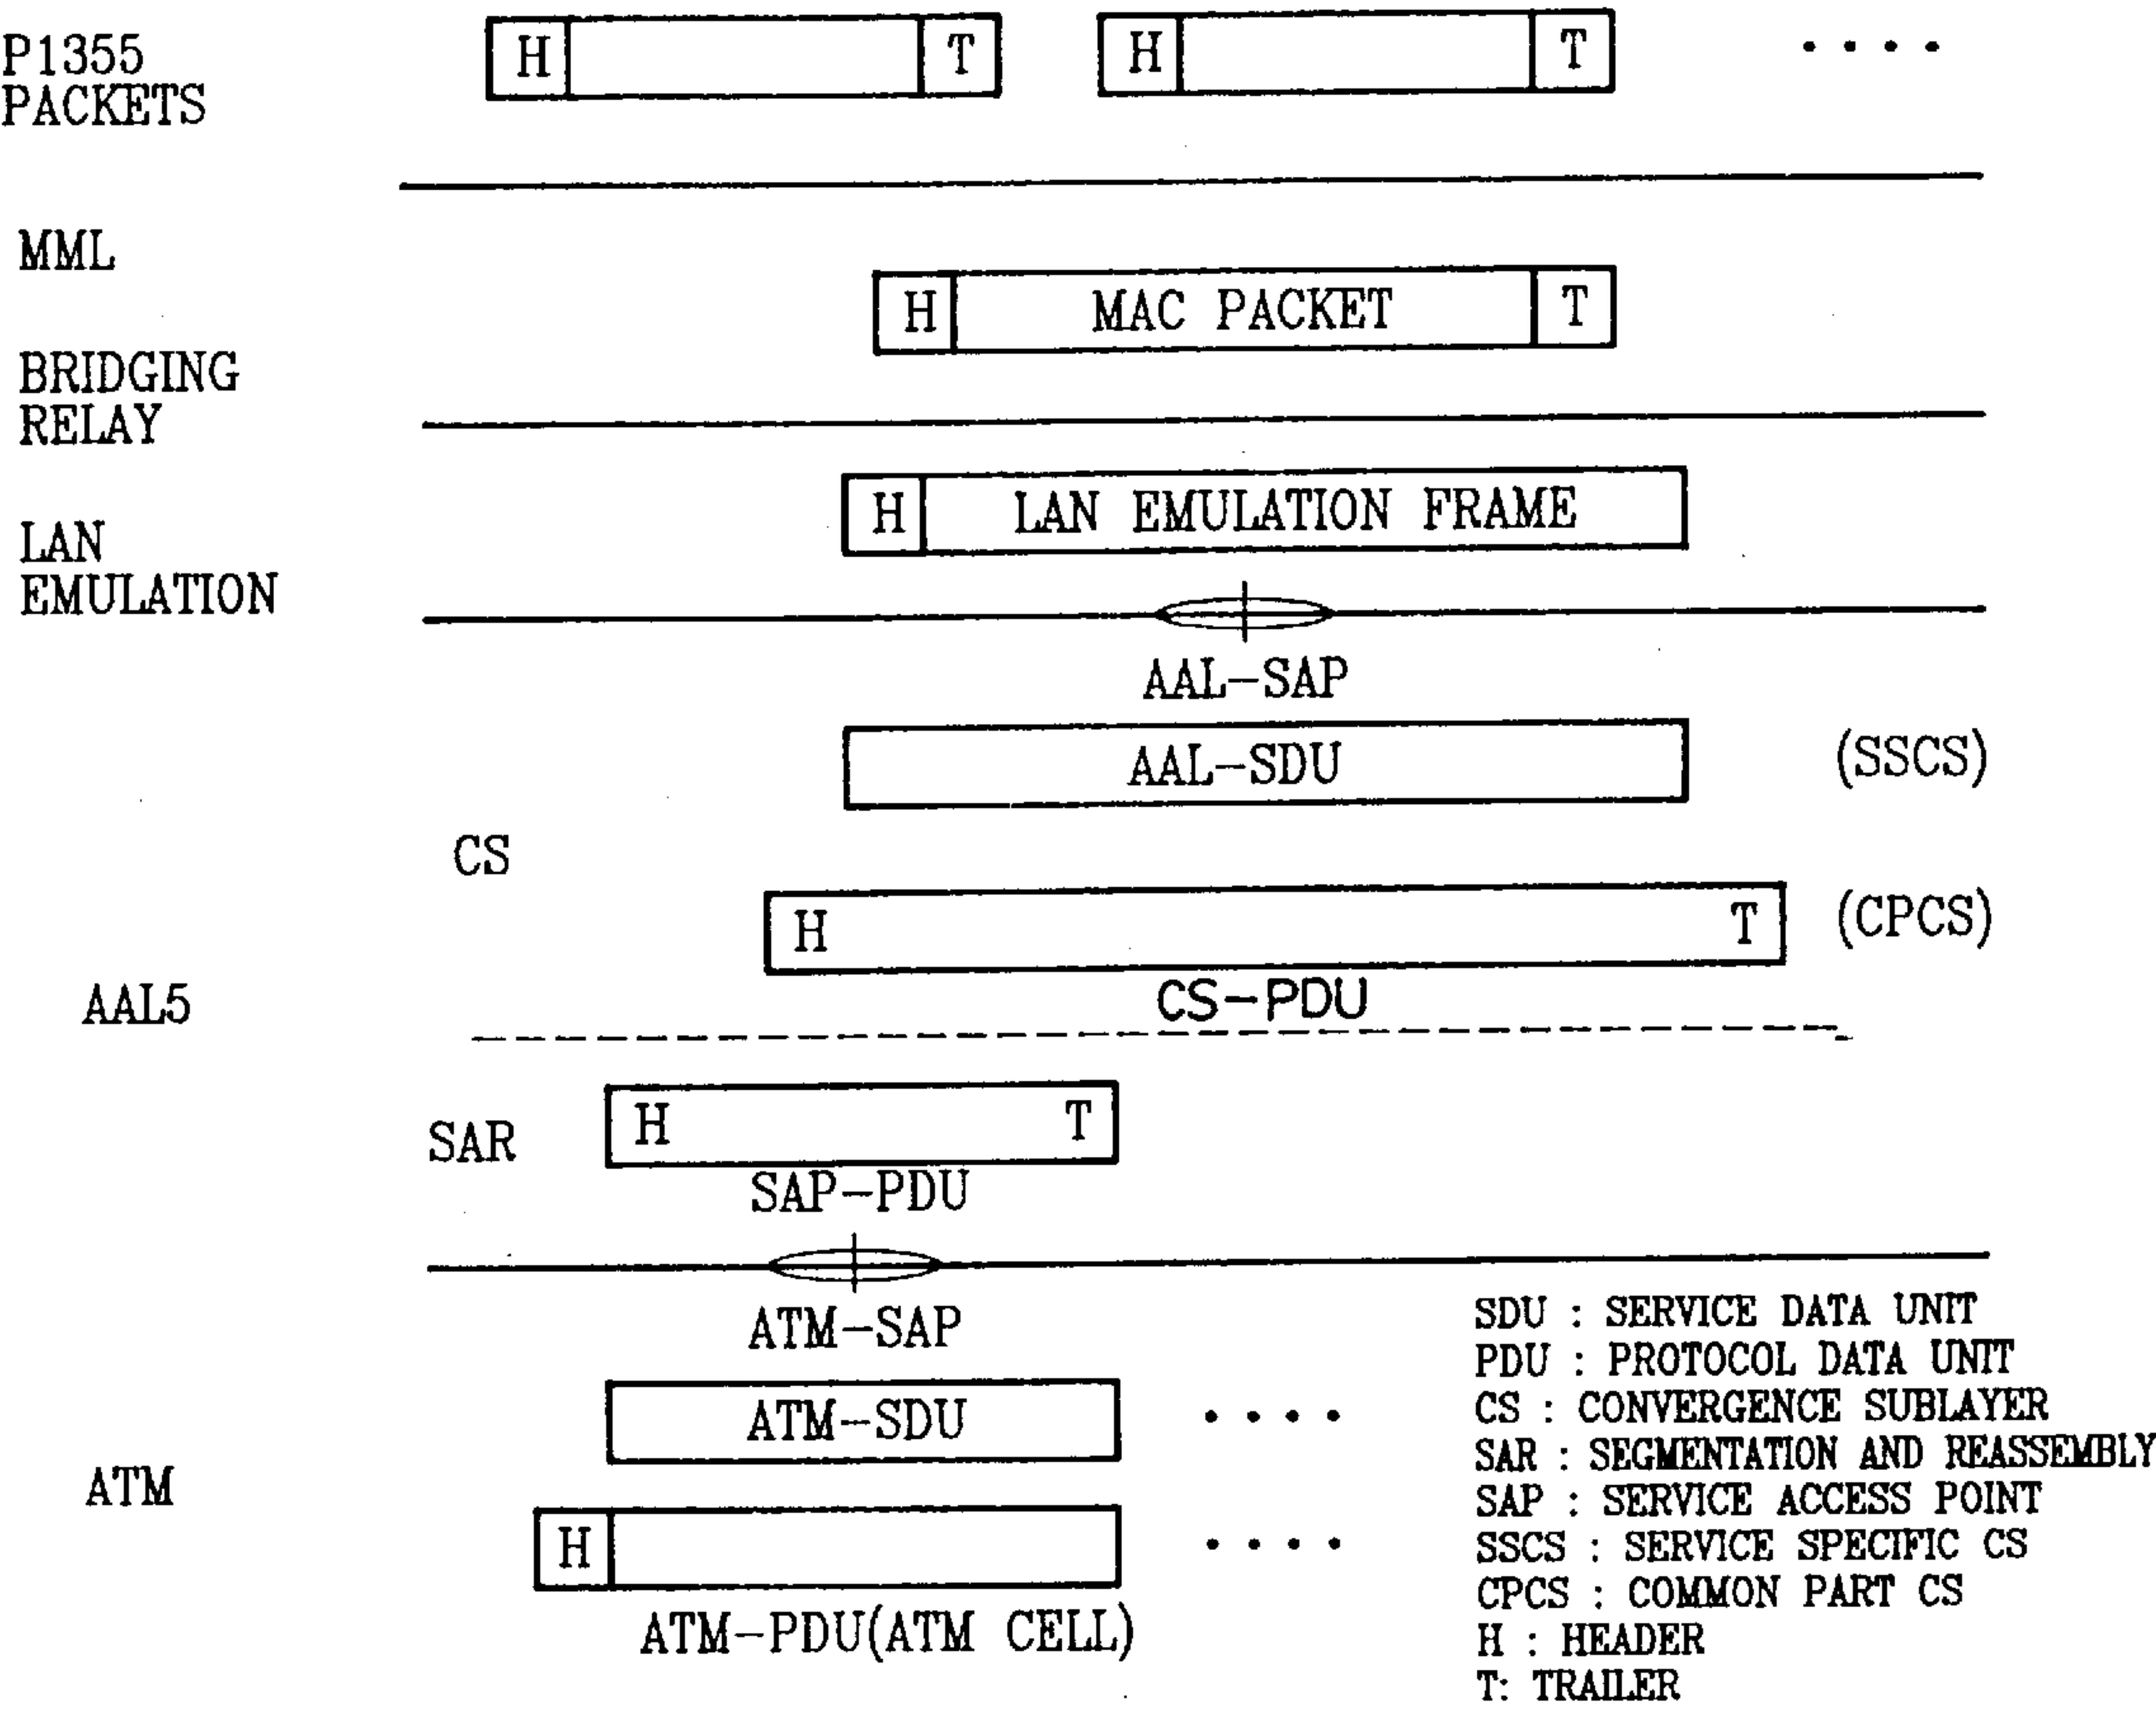 P1355
PACKETS
H T H T
MML
H MAC PACKET T
BRIDGING
RELAY
H LAN EMULATION FRAME
LAN
EMULATION
AAL-SAP
AAL-SDU (SSCS)
CS
H T (CPCS)
CS-PDU
AAL5
H T
SAR
SAP-PDU
ATM-SAP
ATM-SDU
ATM
H
ATM-PDU(ATM CELL)
SDU : SERVICE DATA UNIT
PDU : PROTOCOL DATA UNIT
CS : CONVERGENCE SUBLAYER
SAR : SEGMENTATION AND REASSEMBLY
SAP : SERVICE ACCESS POINT
SSCS : SERVICE SPECIFIC CS
CPCS : COMMON PART CS
H : HEADER
T: TRAILER